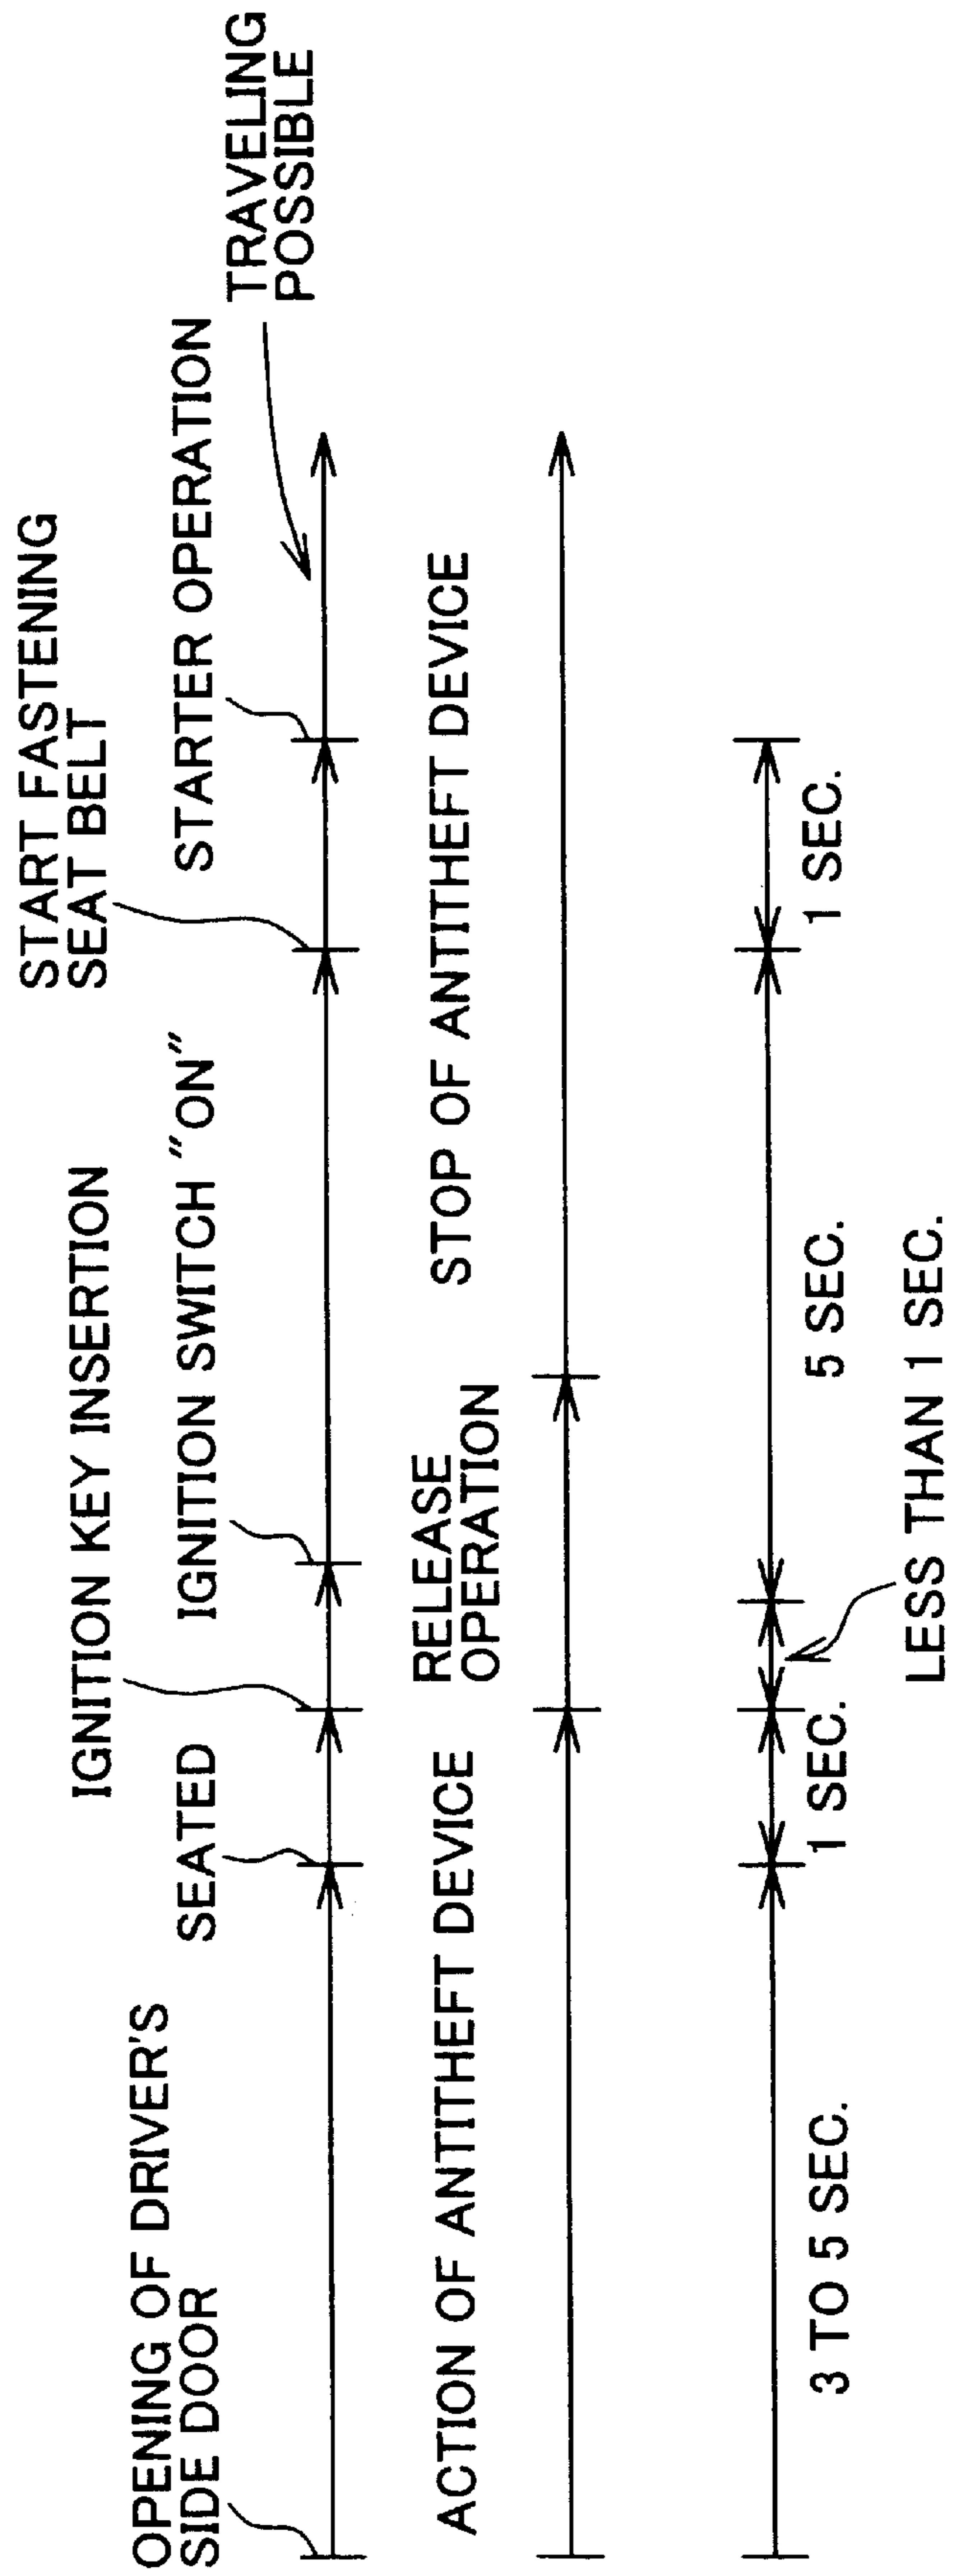 OPENING OF DRIVER'S
SIDE DOOR
SEATED
IGNITION KEY INSERTION
IGNITION SWITCH "ON"
START FASTENING
SEAT BELT
STARTER OPERATION
TRAVELING
POSSIBLE
ACTION OF ANTITHEFT DEVICE
RELEASE
OPERATION
STOP OF ANTITHEFT DEVICE
3 TO 5 SEC.
1 SEC.
LESS THAN 1 SEC.
5 SEC.
1 SEC.